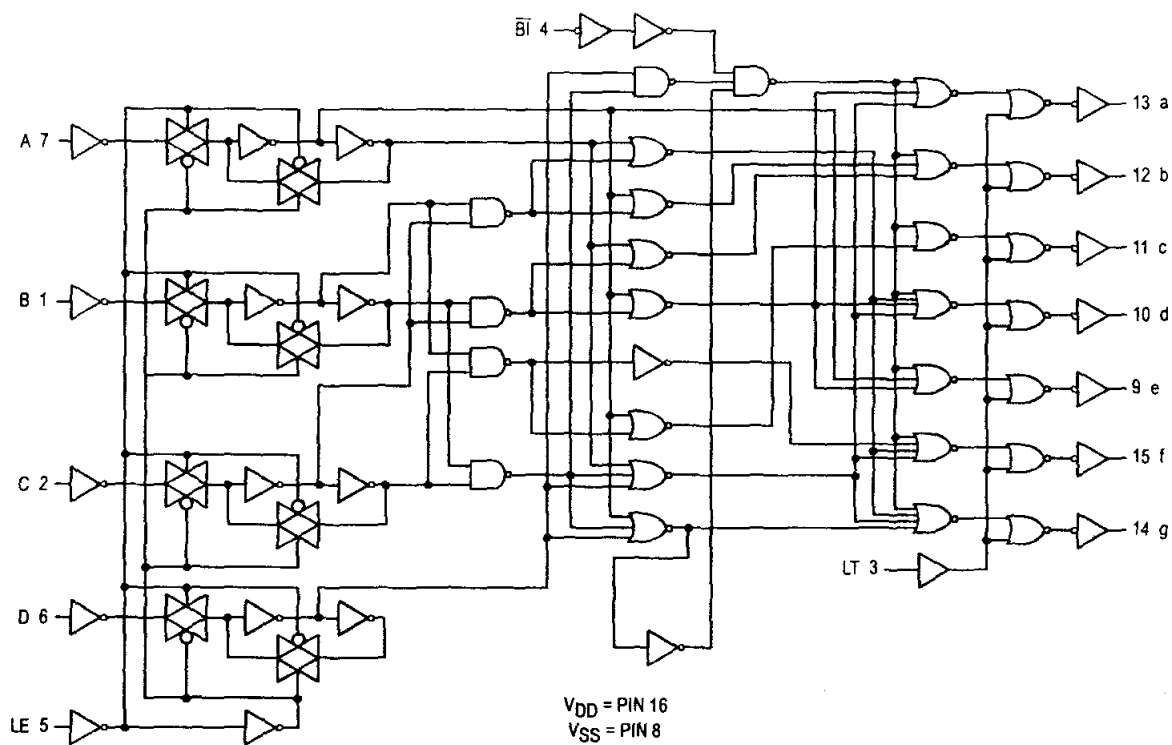 B̅I̅ 4
A 7
B 1
C 2
D 6
LE 5
13 a
12 b
11 c
10 d
9 e
15 f
14 g
LT 3
VDD = PIN 16
VSS = PIN 8